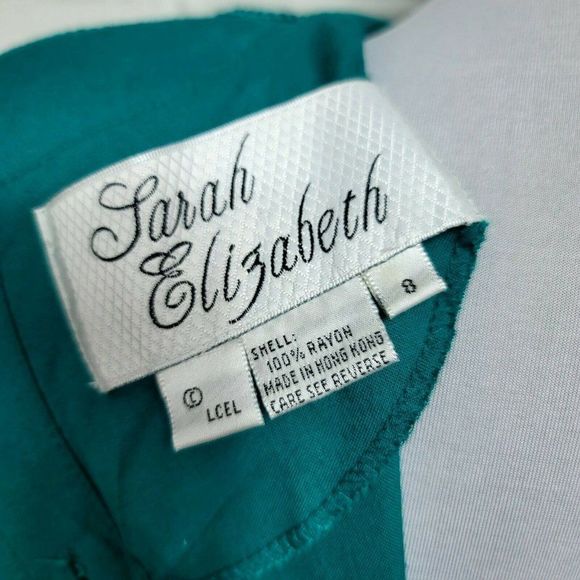 Sarah
Elizabeth
8
SHELL:
100% RAYON
MADE IN HONG KONG
CARE SEE REVERSE
©
LCEL